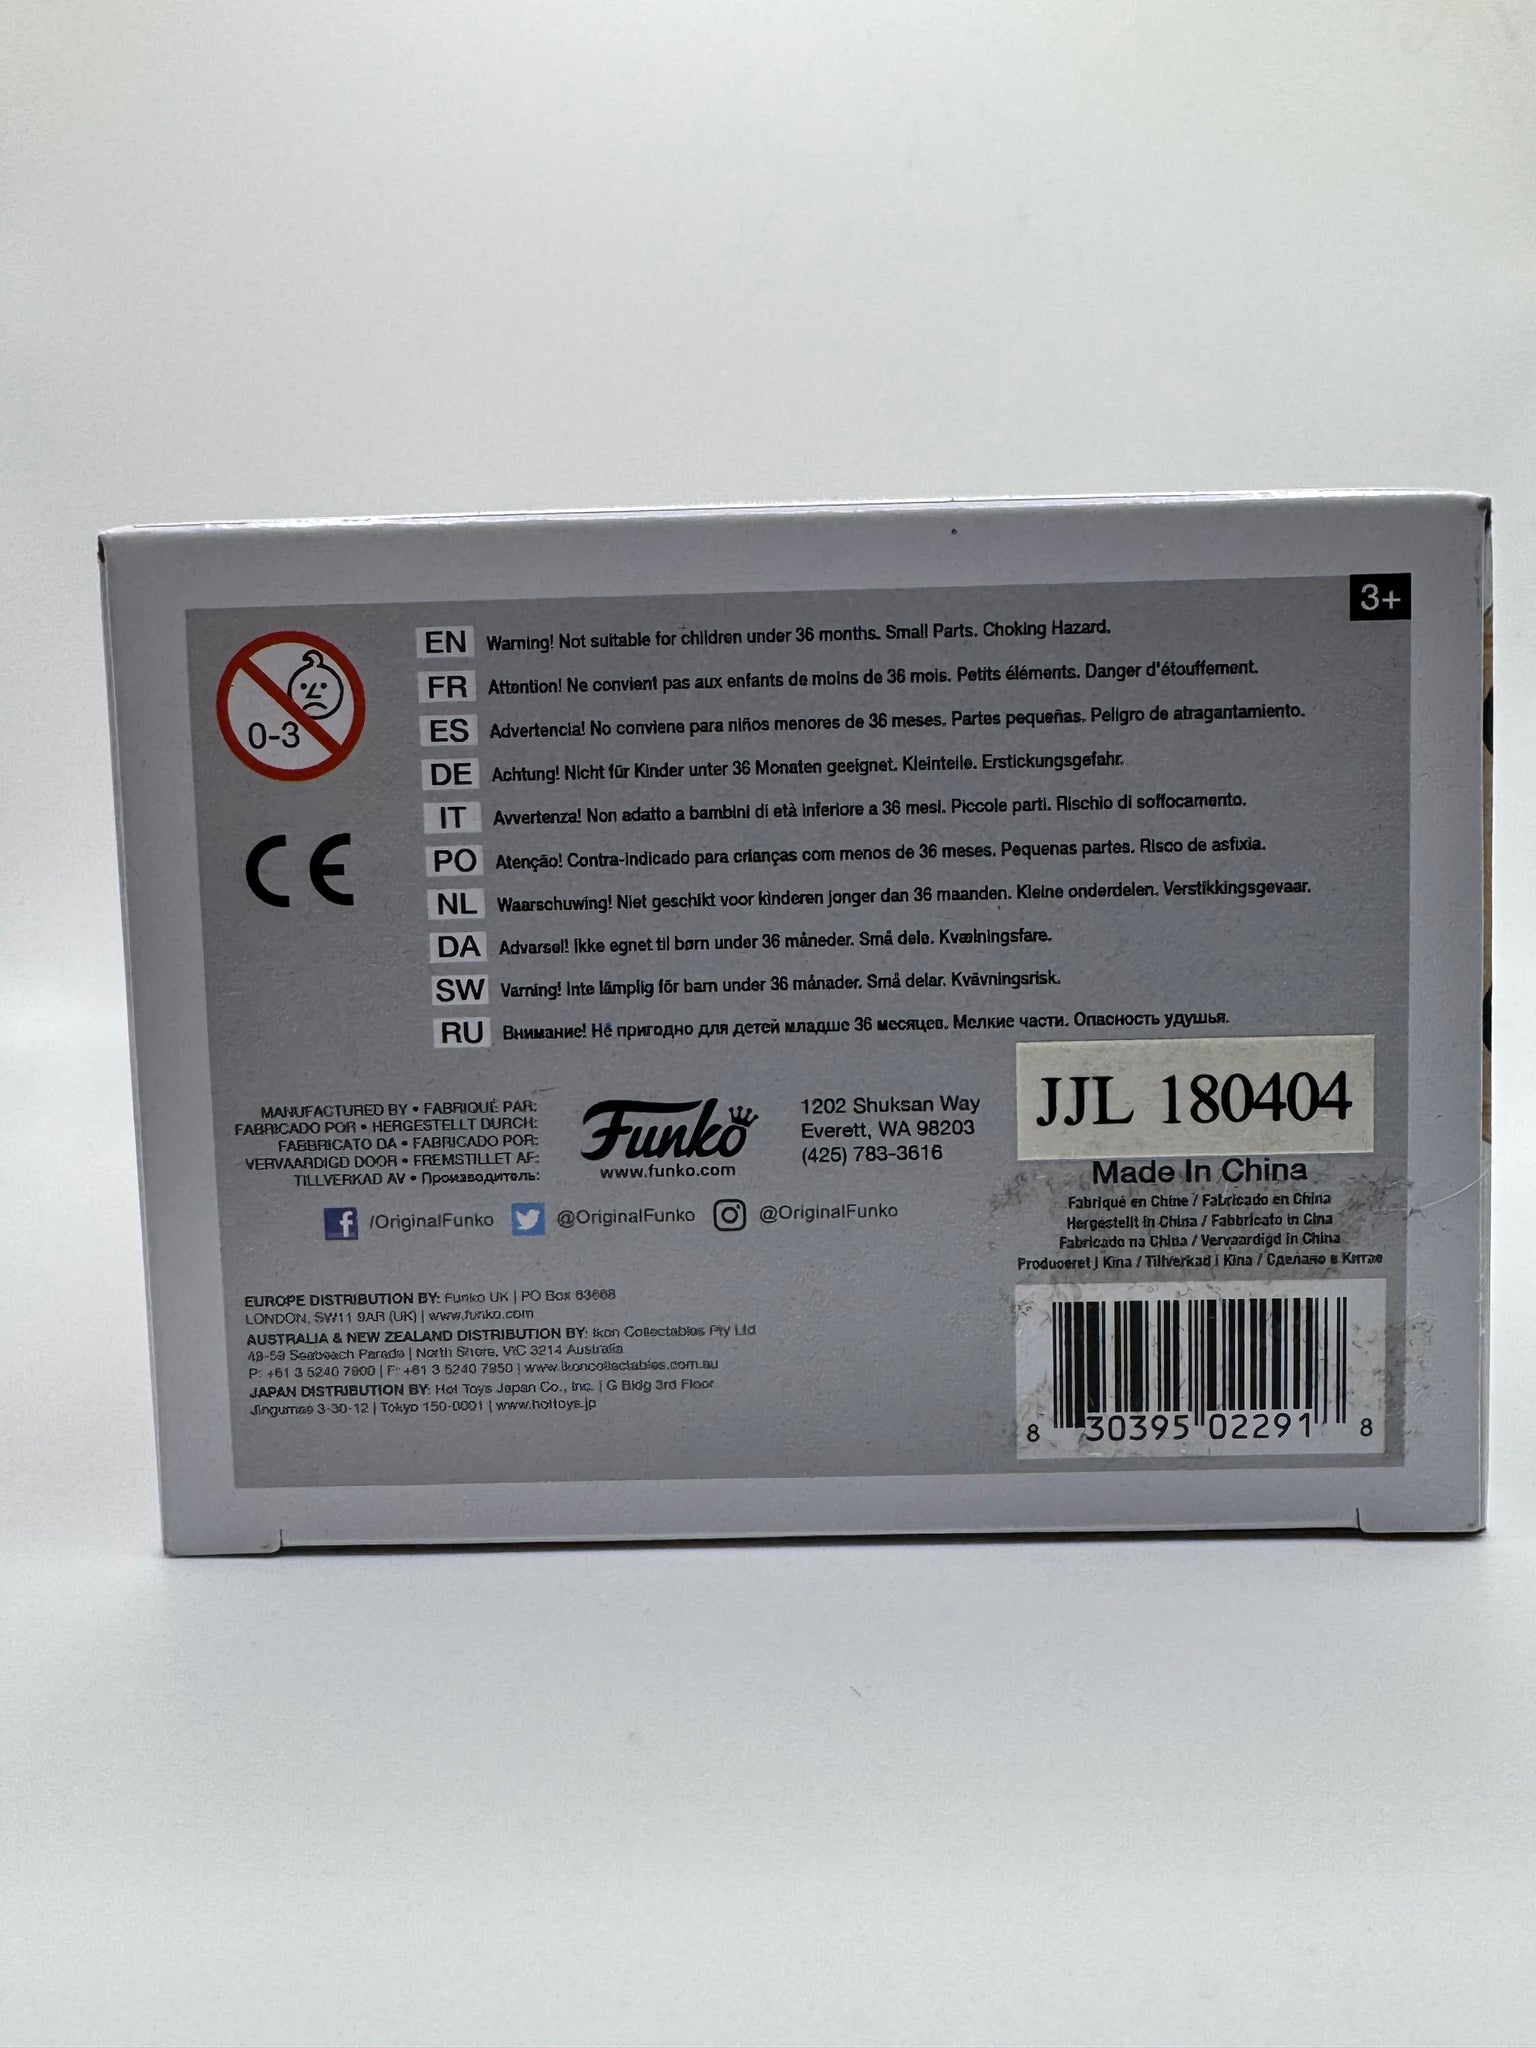 3+
0-3
EN Warning! Not suitable for children under 36 months. Small Parts. Choking Hazard.
FR Attention! Ne convient pas aux enfants de moins de 36 mois. Petits éléments. Danger d'étouffement.
ES Advertencia! No conviene para niños menores de 36 meses. Partes pequeñas. Peligro de atragantamiento.
DE Achtung! Nicht für Kinder unter 36 Monaten geeignet. Kleinteile. Erstickungsgefahr.
IT Avvertenza! Non adatto a bambini di età inferiore a 36 mesi. Piccole parti. Rischio di soffocamento.
PO Atenção! Contra-indicado para crianças com menos de 36 meses. Pequenas partes. Risco de asfixia.
NL Waarschuwing! Niet geschikt voor kinderen jonger dan 36 maanden. Kleine onderdelen. Verstikkingsgevaar.
DA Advarsel! Ikke egnet til børn under 36 måneder. Små dele. Kvælningsfare.
SW Varning! Inte lämplig för barn under 36 månader. Små delar. Kvävningsrisk.
RU Внимание! Не пригодно для детей младше 36 месяцев. Мелкие части. Опасность удушья.
CE
MANUFACTURED BY • FABRIQUÉ PAR:
FABRICADO POR • HERGESTELLT DURCH:
FABBRICATO DA • FABRICADO POR:
VERVAARDIGD DOOR • FREMSTILLET AF:
TILLVERKAD AV • Производитель:
Funko
www.funko.com
1202 Shuksan Way
Everett, WA 98203
(425) 783-3616
/OriginalFunko @OriginalFunko @OriginalFunko
JJL 180404
Made In China
Fabriqué en Chine / Fabricado en China
Hergestellt in China / Fabbricato in Cina
Fabricado na China / Vervaardigd in China
Produceret i Kina / Tillverkad i Kina / Сделано в Китае
EUROPE DISTRIBUTION BY: Funko UK | PO Box 63608
LONDON, SW11 9AR (UK) | www.funko.com
AUSTRALIA & NEW ZEALAND DISTRIBUTION BY: Ikon Collectables Pty Ltd
49-59 Seabeach Parade | North Shore, VIC 3214 Australia
P: +61 3 5240 7900 | F: +61 3 5240 7950 | www.ikoncollectables.com.au
JAPAN DISTRIBUTION BY: Hot Toys Japan Co., Inc. | G Bldg 3rd Floor
Jingumae 3-30-12 | Tokyo 150-0001 | www.hottoys.jp
8 30395 02291 8